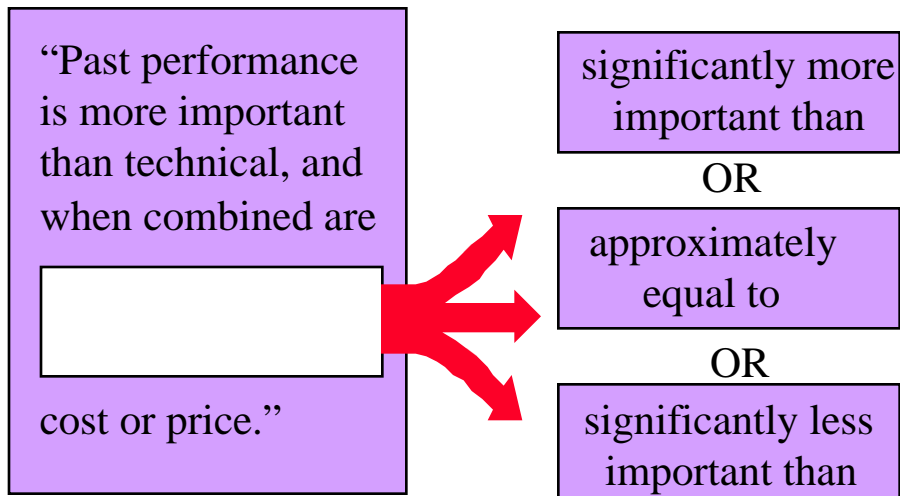 “Past performance
is more important
than technical, and
when combined are
cost or price.”
significantly more
important than
OR
approximately
equal to
OR
significantly less
important than